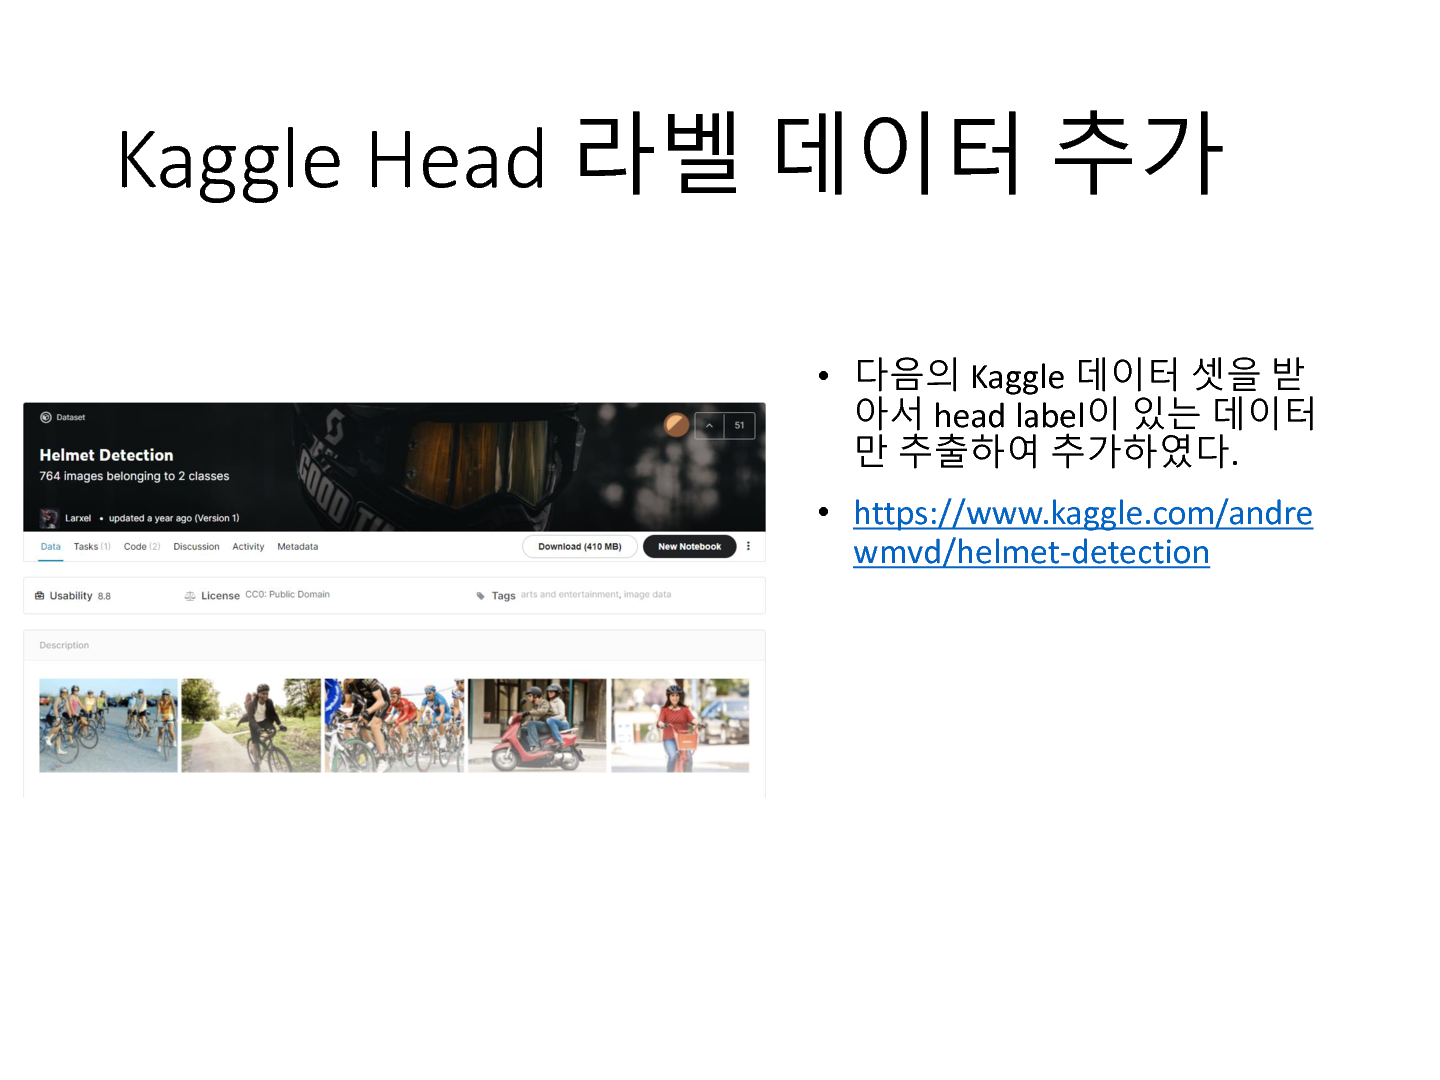 Kaggle Head 라벨 데이터 추가
Dataset
51
Helmet Detection
764 images belonging to 2 classes
Larxel • updated a year ago (Version 1)
GOOD
Data Tasks (1) Code (2) Discussion Activity Metadata Download (410 MB) New Notebook
Usability 8.8 License CC0: Public Domain Tags arts and entertainment, image data
Description
• 다음의 Kaggle 데이터 셋을 받
아서 head label이 있는 데이터
만 추출하여 추가하였다.
• https://www.kaggle.com/andre
wmvd/helmet-detection